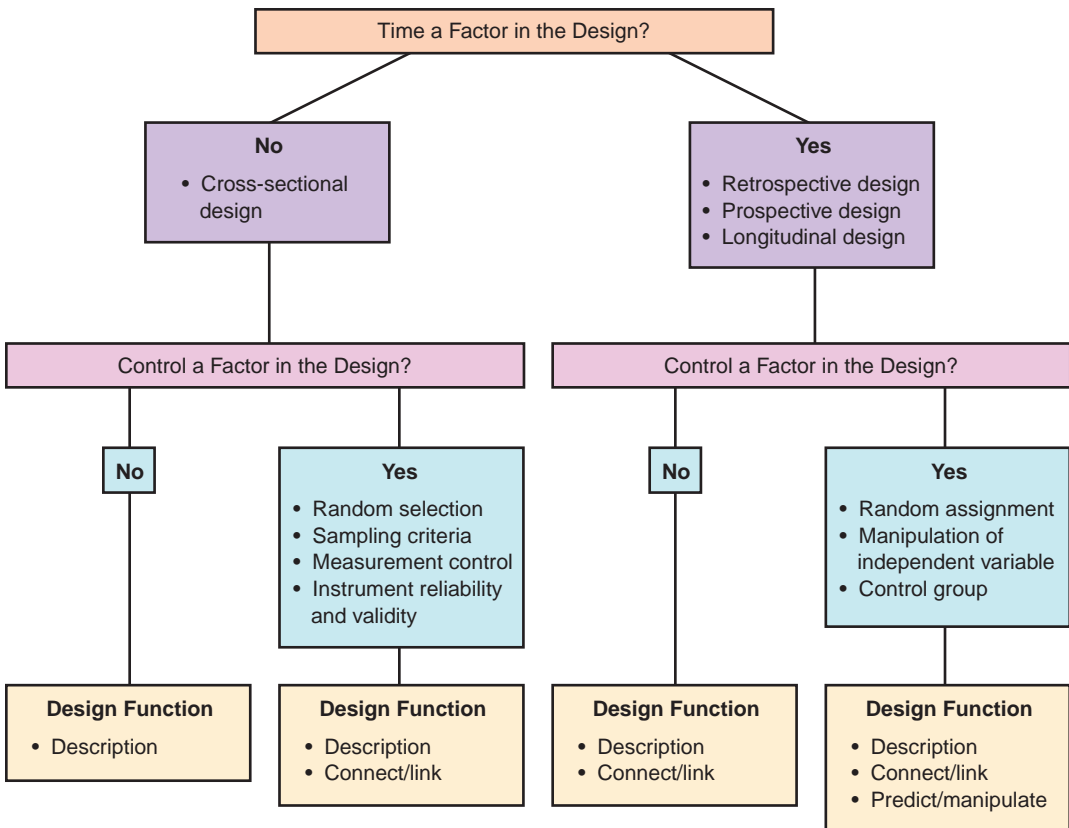 Time a Factor in the Design?
No
• Cross-sectional
design
Yes
• Retrospective design
• Prospective design
• Longitudinal design
Control a Factor in the Design?
No
Yes
• Random selection
• Sampling criteria
• Measurement control
• Instrument reliability
and validity
Design Function
• Description
Design Function
• Description
• Connect/link
Control a Factor in the Design?
No
Yes
• Random assignment
• Manipulation of
independent variable
• Control group
Design Function
• Description
• Connect/link
Design Function
• Description
• Connect/link
• Predict/manipulate